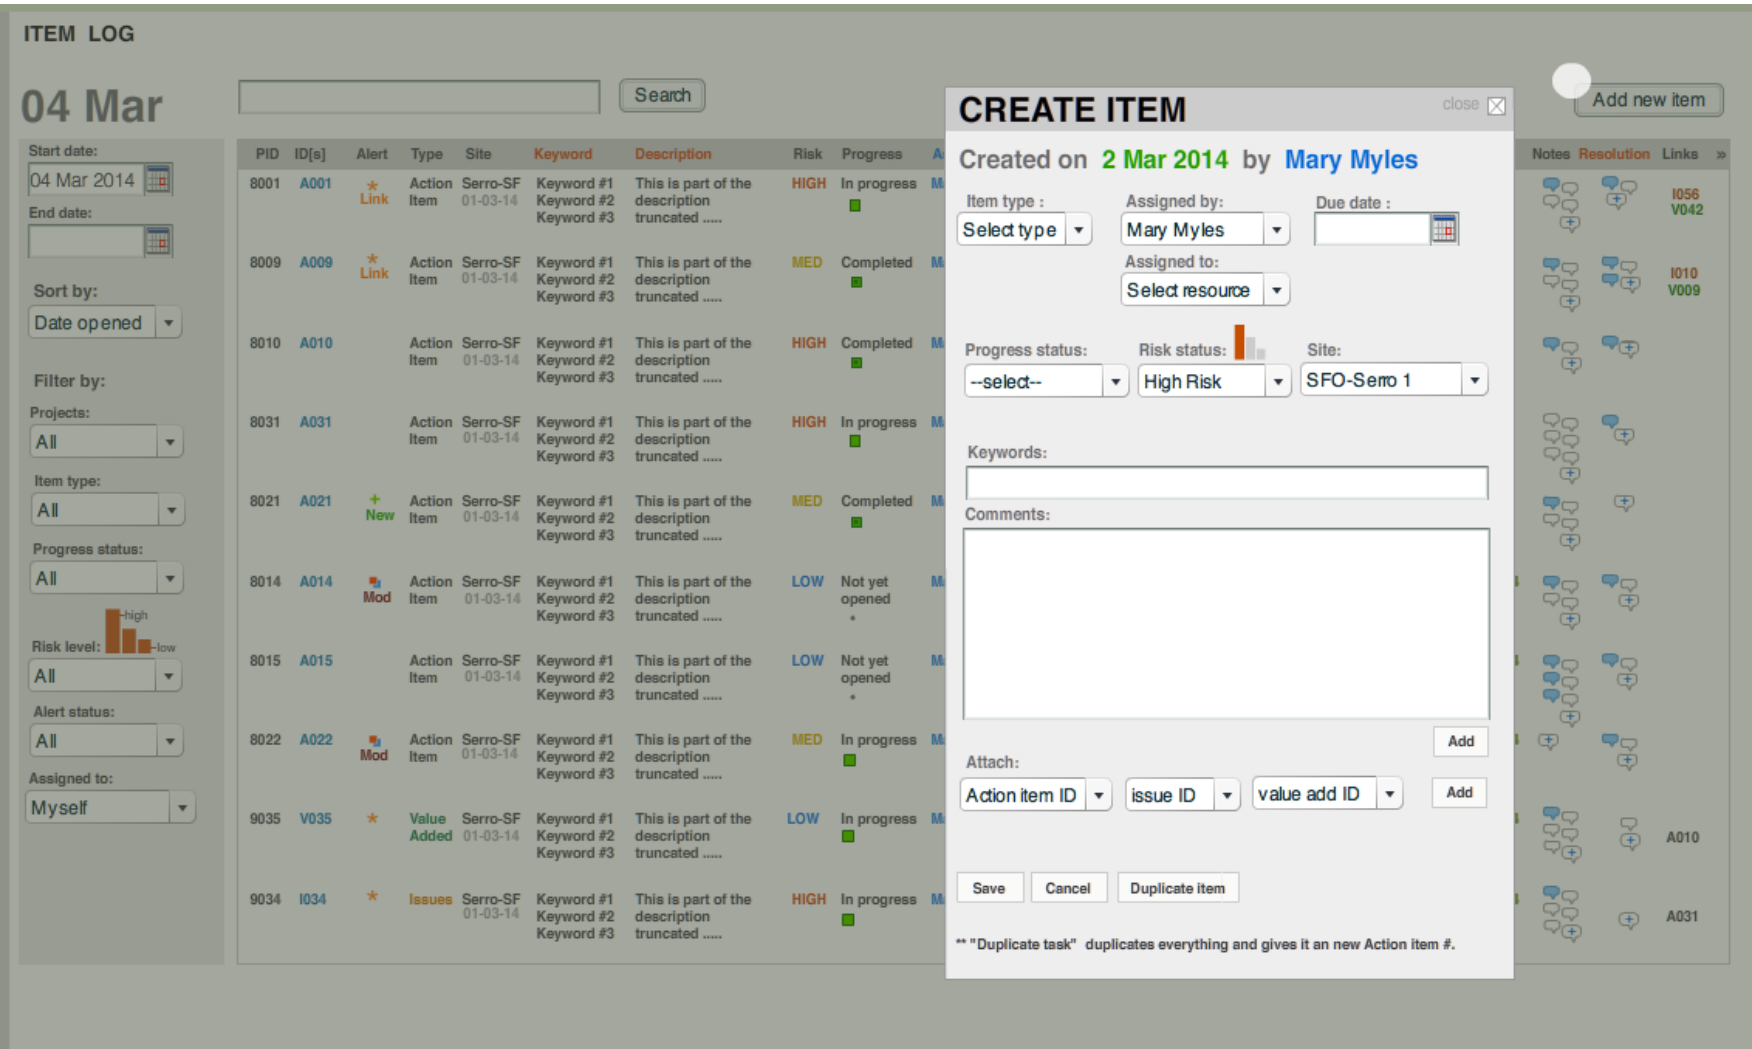 ITEM LOG
04 Mar
Search
Add new item
Start date:
04 Mar 2014
End date:
Sort by:
Date opened
Filter by:
Projects:
All
Item type:
All
Progress status:
All
high
Risk level: low
All
Alert status:
All
Assigned to:
Myself
PID ID[s] Alert Type Site Keyword Description Risk Progress Notes Resolution Links »
8001 A001 * Action Serro-SF Keyword #1 This is part of the HIGH In progress I056
Link Item 01-03-14 Keyword #2 description V042
Keyword #3 truncated .....
8009 A009 * Action Serro-SF Keyword #1 This is part of the MED Completed I010
Link Item 01-03-14 Keyword #2 description V009
Keyword #3 truncated .....
8010 A010 Action Serro-SF Keyword #1 This is part of the HIGH Completed
Item 01-03-14 Keyword #2 description
Keyword #3 truncated .....
8031 A031 Action Serro-SF Keyword #1 This is part of the HIGH In progress
Item 01-03-14 Keyword #2 description
Keyword #3 truncated .....
8021 A021 + Action Serro-SF Keyword #1 This is part of the MED Completed
New Item 01-03-14 Keyword #2 description
Keyword #3 truncated .....
8014 A014 Action Serro-SF Keyword #1 This is part of the LOW Not yet
Mod Item 01-03-14 Keyword #2 description opened
Keyword #3 truncated .....
8015 A015 Action Serro-SF Keyword #1 This is part of the LOW Not yet
Item 01-03-14 Keyword #2 description opened
Keyword #3 truncated .....
8022 A022 Action Serro-SF Keyword #1 This is part of the MED In progress
Mod Item 01-03-14 Keyword #2 description
Keyword #3 truncated .....
9035 V035 * Value Serro-SF Keyword #1 This is part of the LOW In progress
Added 01-03-14 Keyword #2 description A010
Keyword #3 truncated .....
9034 I034 * Issues Serro-SF Keyword #1 This is part of the HIGH In progress
01-03-14 Keyword #2 description A031
Keyword #3 truncated .....
CREATE ITEM close
Created on 2 Mar 2014 by Mary Myles
Item type : Assigned by: Due date :
Select type Mary Myles
Assigned to:
Select resource
Progress status: Risk status: Site:
--select-- High Risk SFO-Serro 1
Keywords:
Comments:
Add
Attach:
Action item ID issue ID value add ID Add
Save Cancel Duplicate item
** "Duplicate task" duplicates everything and gives it an new Action item #.